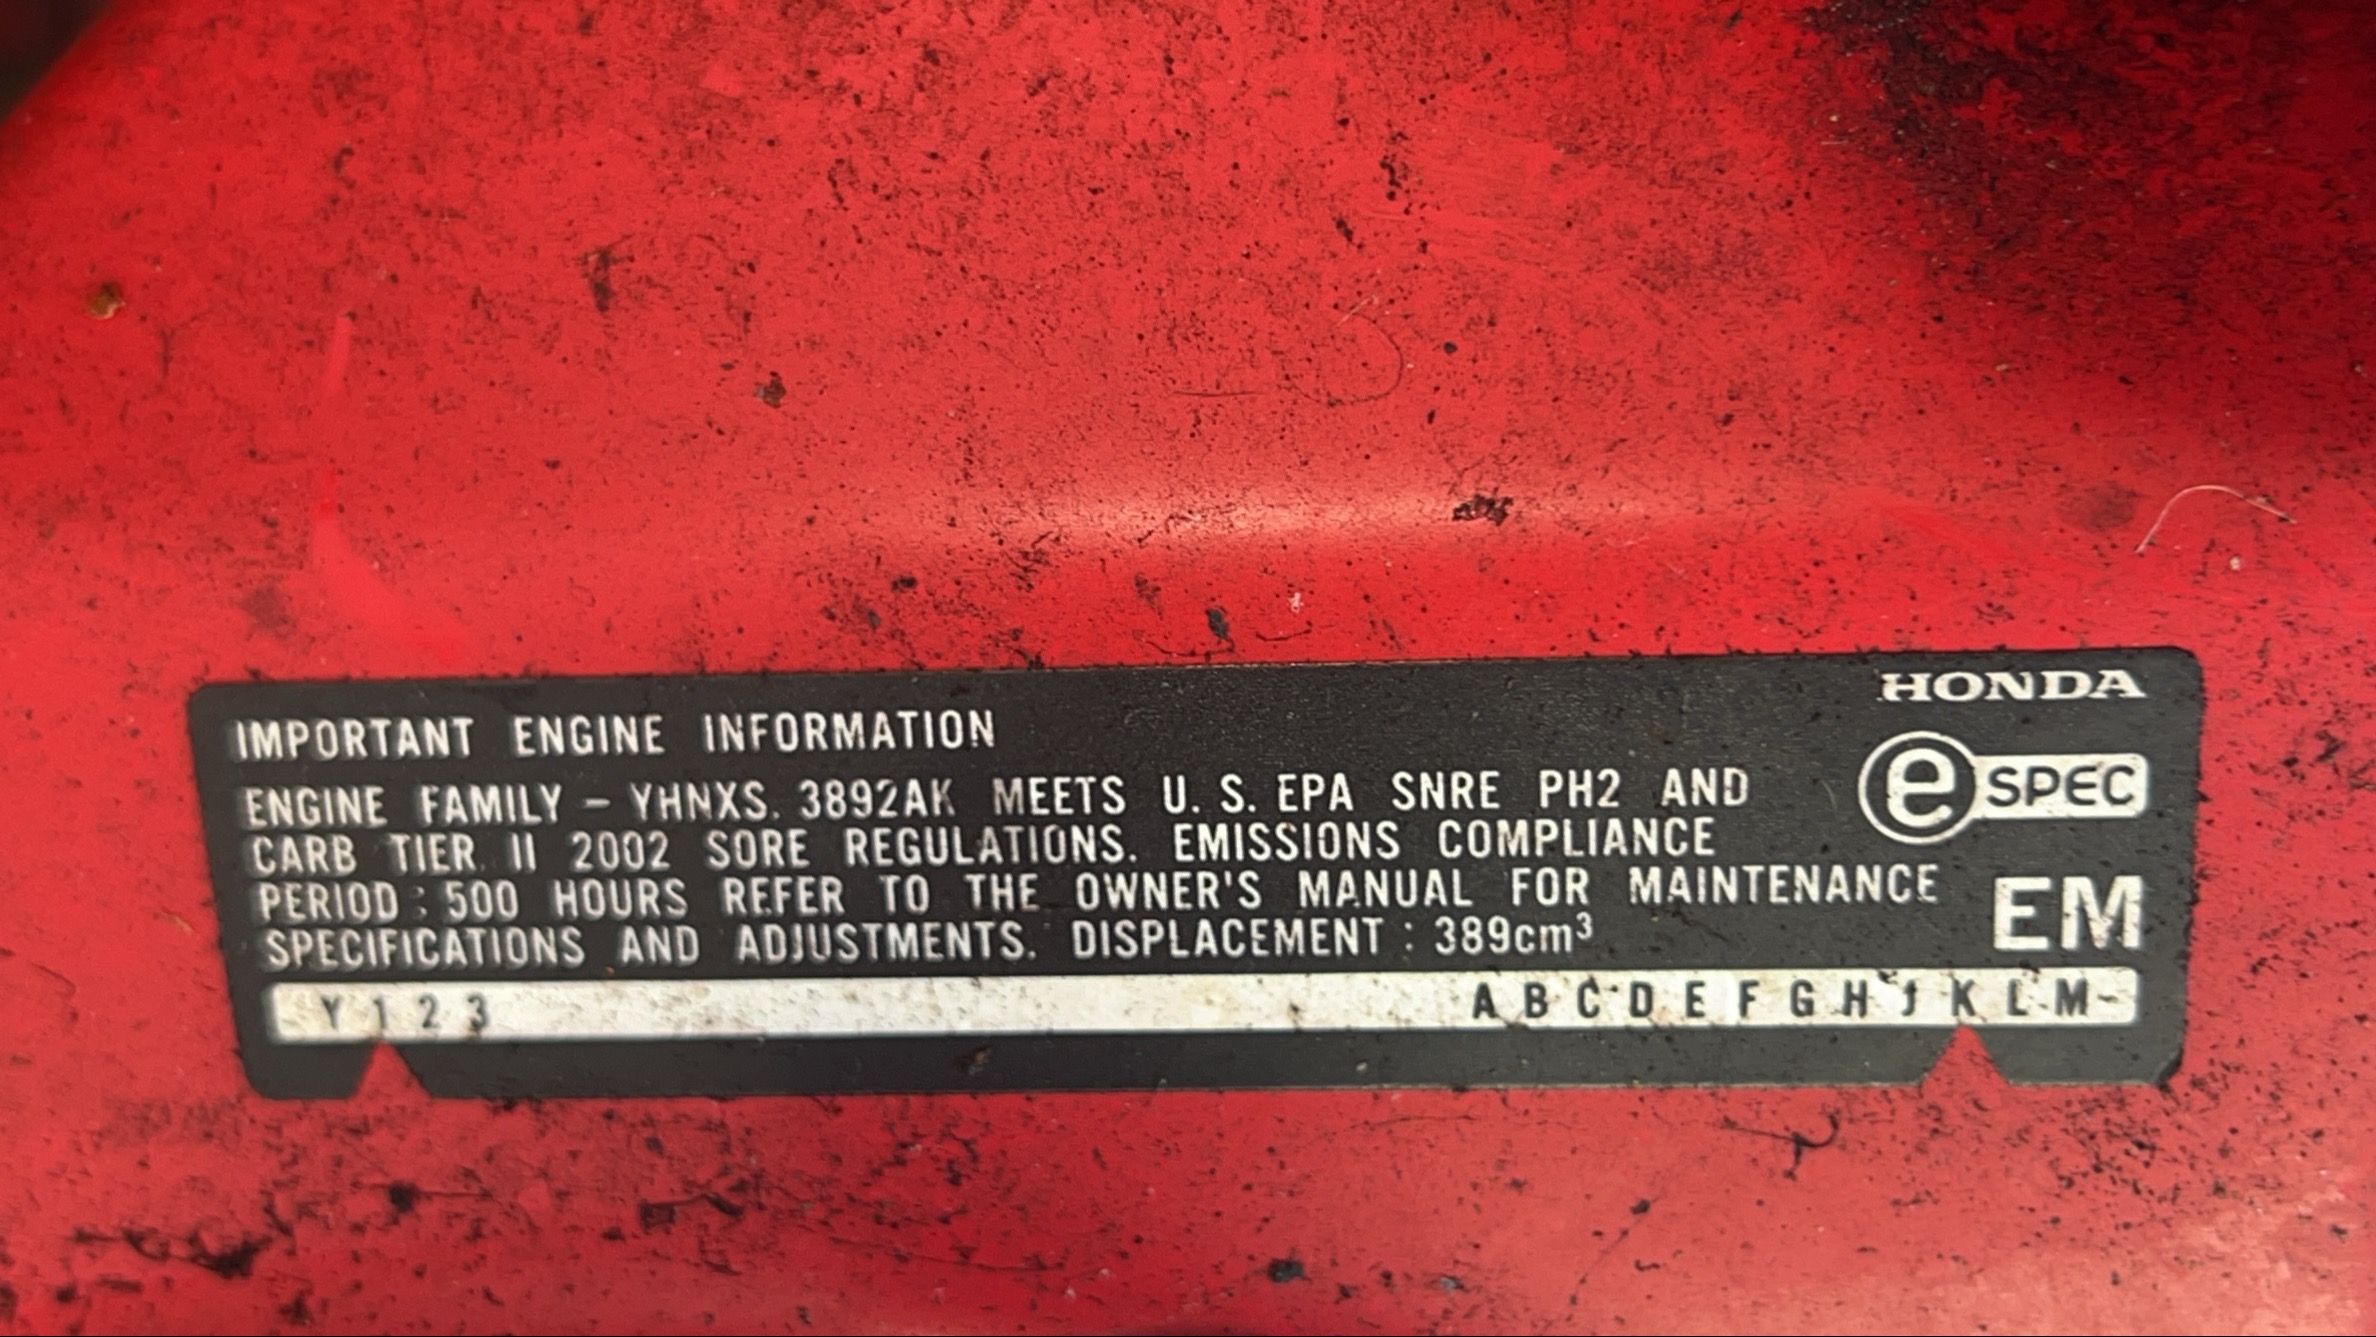 HONDA
IMPORTANT ENGINE INFORMATION
e SPEC
ENGINE FAMILY – YHNXS. 3892AK MEETS U. S. EPA SNRE PH2 AND
CARB TIER II 2002 SORE REGULATIONS. EMISSIONS COMPLIANCE
PERIOD : 500 HOURS REFER TO THE OWNER'S MANUAL FOR MAINTENANCE
EM
SPECIFICATIONS AND ADJUSTMENTS. DISPLACEMENT : 389cm³
Y 1 2 3 A B C D E F G H J K L M